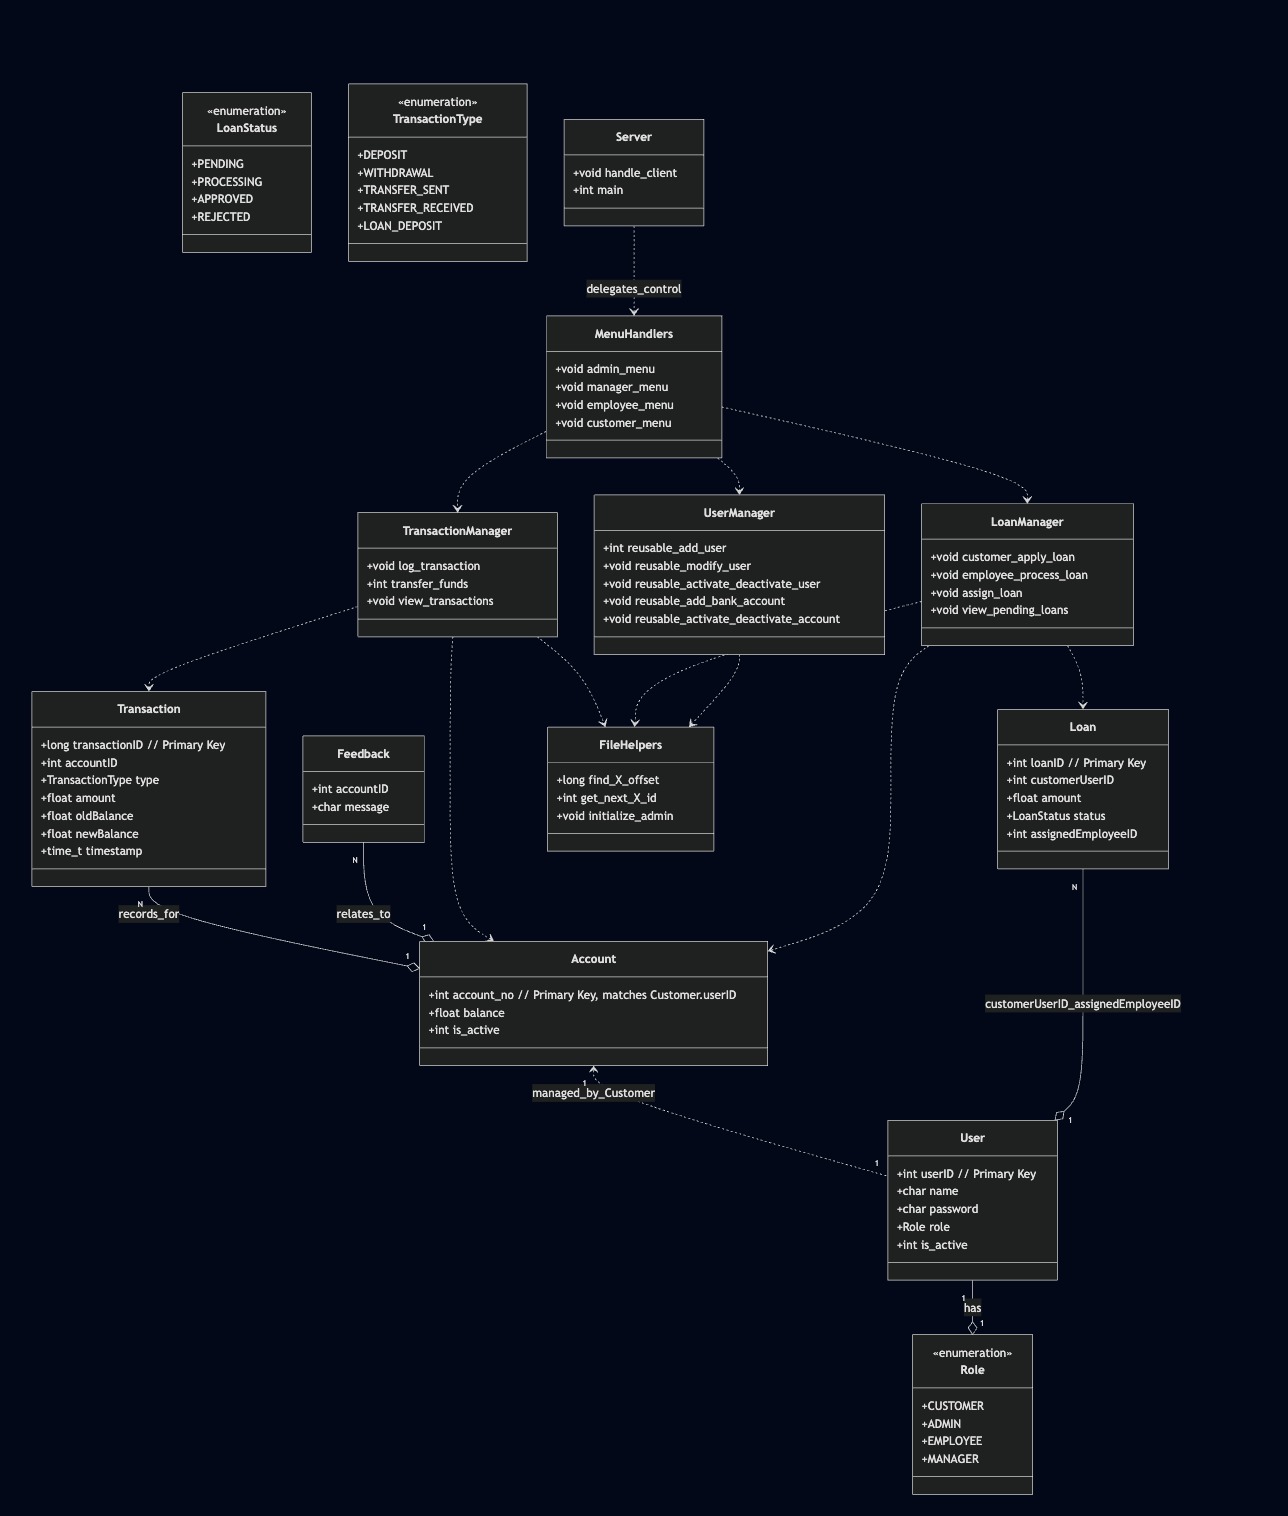 «enumeration»
LoanStatus
+PENDING
+PROCESSING
+APPROVED
+REJECTED
«enumeration»
TransactionType
+DEPOSIT
+WITHDRAWAL
+TRANSFER_SENT
+TRANSFER_RECEIVED
+LOAN_DEPOSIT
Server
+void handle_client
+int main
delegates_control
MenuHandlers
+void admin_menu
+void manager_menu
+void employee_menu
+void customer_menu
TransactionManager
+void log_transaction
+int transfer_funds
+void view_transactions
UserManager
+int reusable_add_user
+void reusable_modify_user
+void reusable_activate_deactivate_user
+void reusable_add_bank_account
+void reusable_activate_deactivate_account
LoanManager
+void customer_apply_loan
+void employee_process_loan
+void assign_loan
+void view_pending_loans
Transaction
+long transactionID // Primary Key
+int accountID
+TransactionType type
+float amount
+float oldBalance
+float newBalance
+time_t timestamp
Feedback
+int accountID
+char message
FileHelpers
+long find_X_offset
+int get_next_X_id
+void initialize_admin
Loan
+int loanID // Primary Key
+int customerUserID
+float amount
+LoanStatus status
+int assignedEmployeeID
N
records_for
1
N
relates_to
1
N
customerUserID_assignedEmployeeID
1
Account
+int account_no // Primary Key, matches Customer.userID
+float balance
+int is_active
1
managed_by_Customer
1
User
+int userID // Primary Key
+char name
+char password
+Role role
+int is_active
1
has
1
«enumeration»
Role
+CUSTOMER
+ADMIN
+EMPLOYEE
+MANAGER